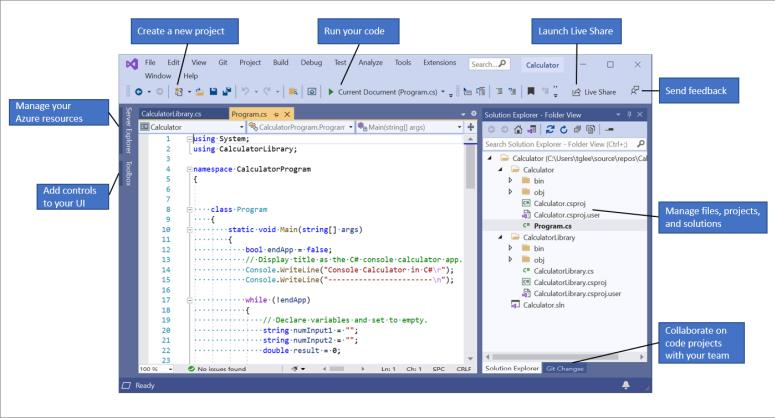 Create a new project
Run your code
Launch Live Share
File Edit View Git Project Build Debug Test Analyze Tools Extensions
Search...
Calculator
Window Help
Current Document (Program.cs)
Live Share
Send feedback
Manage your
Azure resources
Add controls
to your UI
Server Explorer
Toolbox
CalculatorLibrary.cs
Program.cs
Calculator
CalculatorProgram.Program
Main(string[] args)
1 using·System;
2 using·CalculatorLibrary;
3
4 namespace·CalculatorProgram
5 {
6
7
8 ····class·Program
9 ····{
10 ········static·void·Main(string[]·args)
11 ········{
12 ············bool·endApp·=·false;
13 ············//·Display·title·as·the·C#·console·calculator·app.
14 ············Console.WriteLine("Console·Calculator·in·C#\r");
15 ············Console.WriteLine("------------------------\n");
16
17 ············while·(!endApp)
18 ············{
19 ················//·Declare·variables·and·set·to·empty.
20 ················string·numInput1·=·"";
21 ················string·numInput2·=·"";
22 ················double·result·=·0;
23
100 %
No issues found
Ln: 1 Ch: 1 SPC CRLF
Ready
Solution Explorer - Folder View
Search Solution Explorer - Folder View (Ctrl+;)
Calculator (C:\Users\tglee\source\repos\Cal
Calculator
bin
obj
Calculator.csproj
Calculator.csproj.user
C# Program.cs
CalculatorLibrary
bin
obj
C# CalculatorLibrary.cs
CalculatorLibrary.csproj
CalculatorLibrary.csproj.user
Calculator.sln
Solution Explorer
Git Changes
Manage files, projects,
and solutions
Collaborate on
code projects
with your team